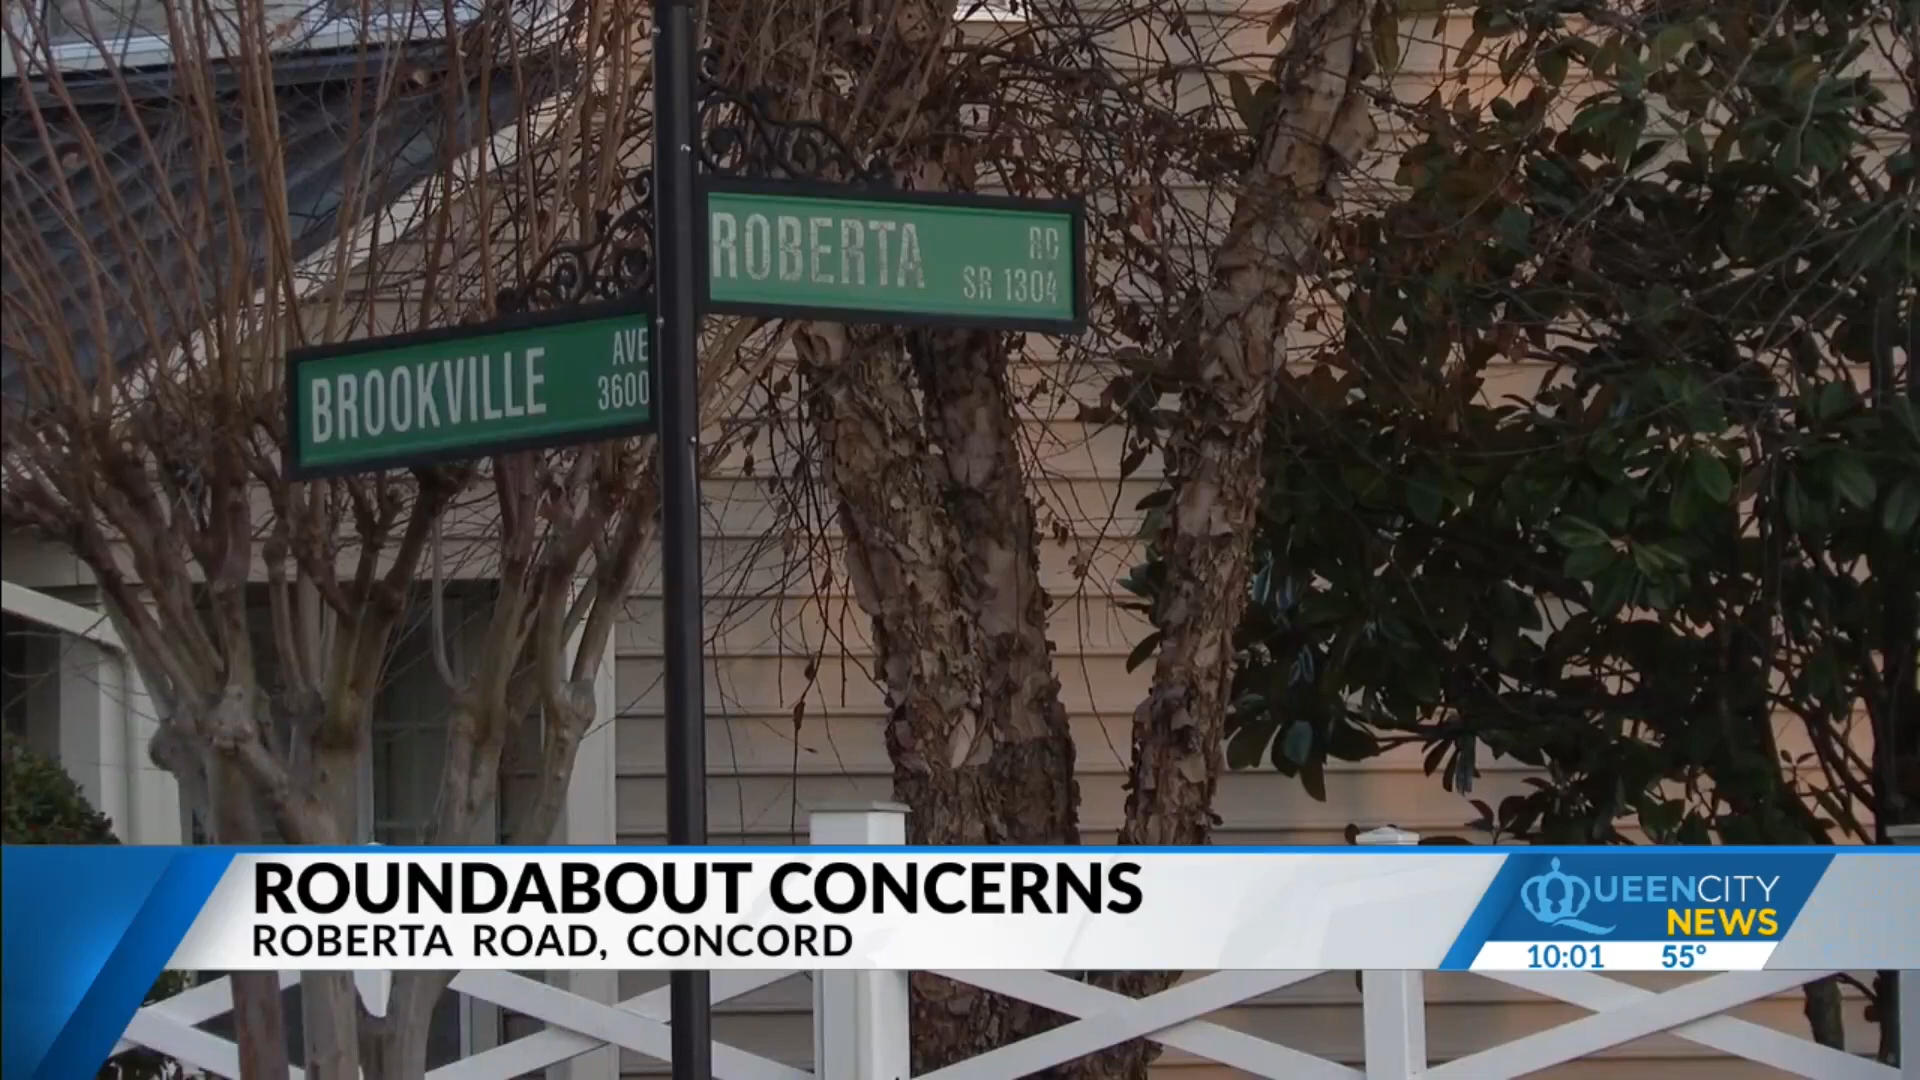 ROBERTA RD
SR 1304
BROOKVILLE AVE
3600
ROUNDABOUT CONCERNS
ROBERTA ROAD, CONCORD
QUEENCITY
NEWS
10:01 55°